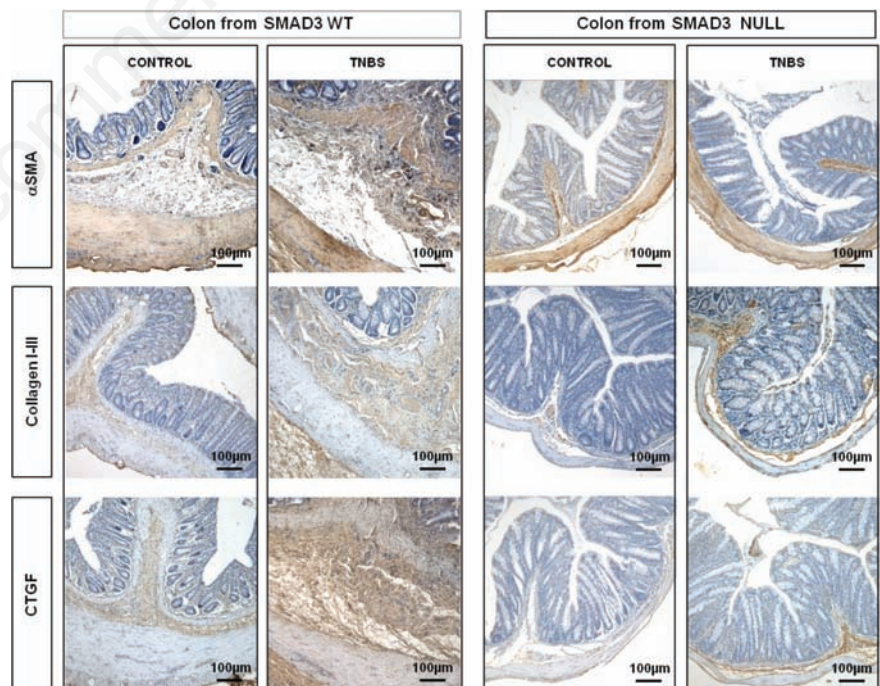 commer
Colon from SMAD3 WT
Colon from SMAD3 NULL
CONTROL
TNBS
CONTROL
TNBS
αSMA
100µm
100µm
100µm
100µm
Collagen I-III
100µm
100µm
100µm
100µm
CTGF
100µm
100µm
100µm
100µm